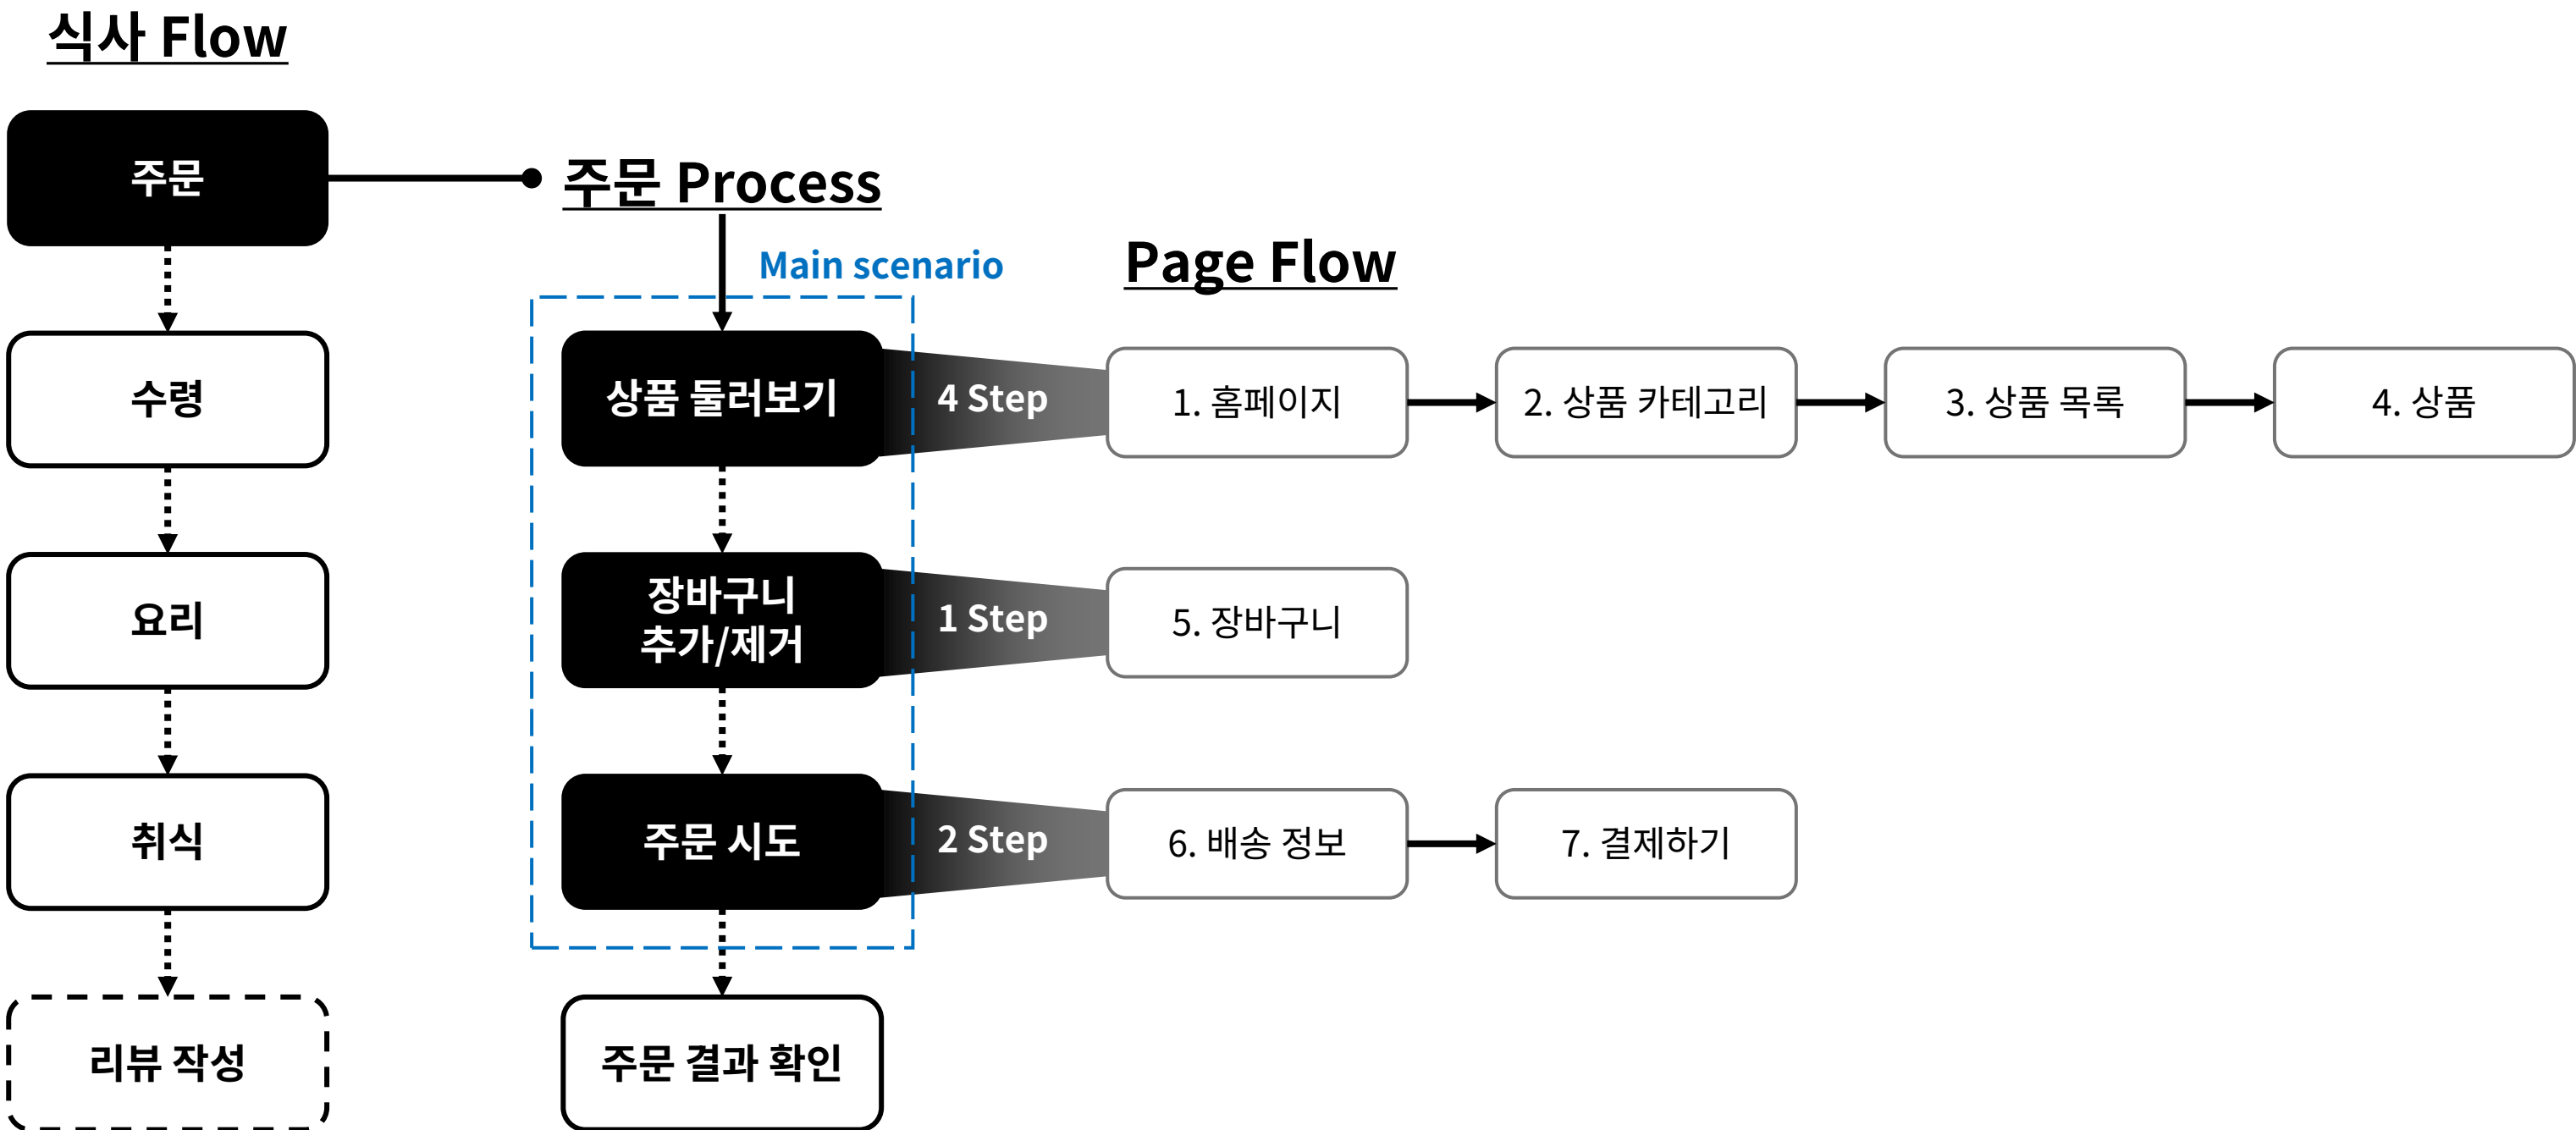 식사 Flow
주문
수령
요리
취식
리뷰 작성
주문 Process
Main scenario
상품 둘러보기
장바구니
추가/제거
주문 시도
주문 결과 확인
Page Flow
4 Step
1. 홈페이지
2. 상품 카테고리
3. 상품 목록
4. 상품
1 Step
5. 장바구니
2 Step
6. 배송 정보
7. 결제하기